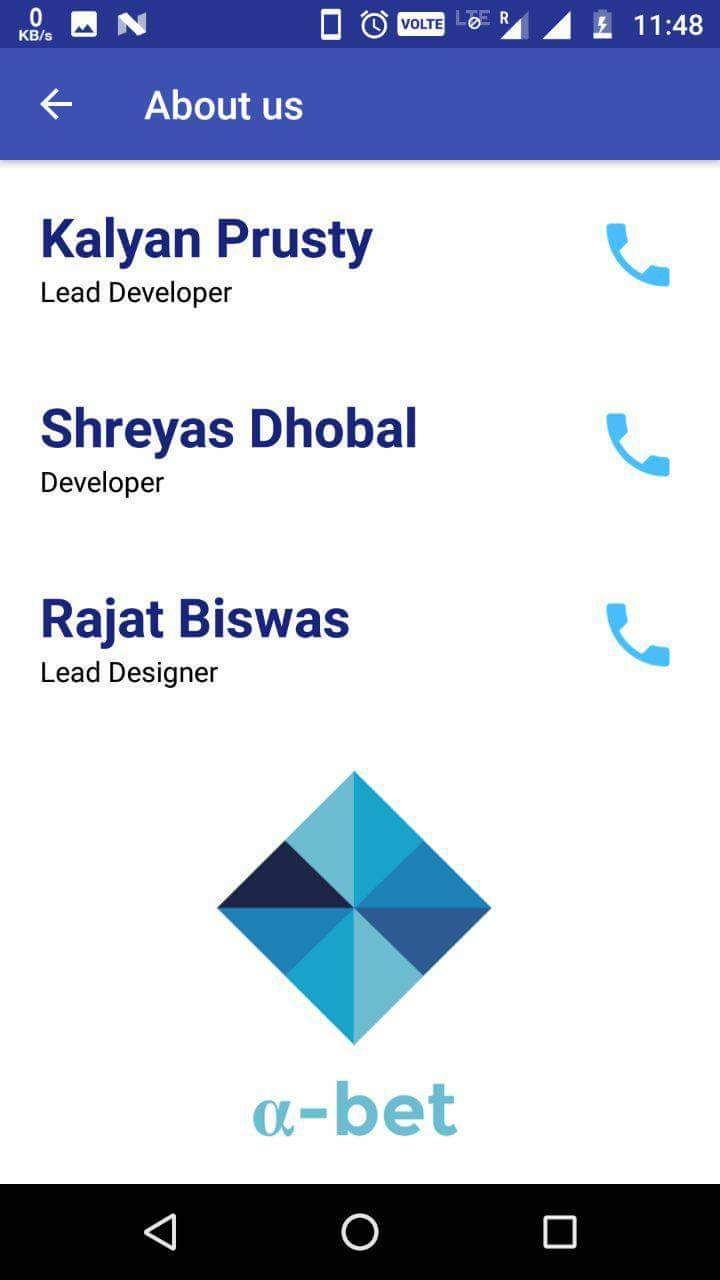 0
KB/s
VOLTE
LTE
R
11:48
About us
Kalyan Prusty
Lead Developer
Shreyas Dhobal
Developer
Rajat Biswas
Lead Designer
α-bet